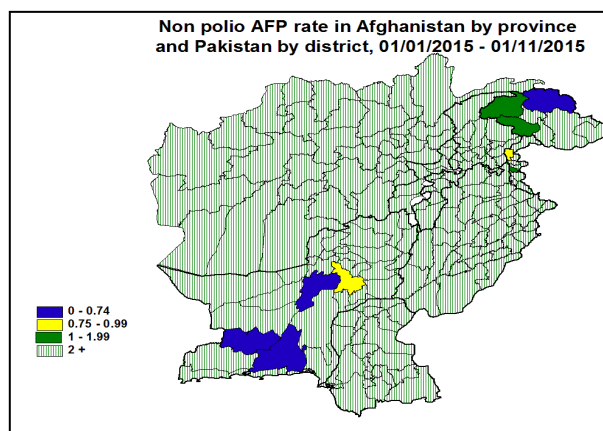 Non polio AFP rate in Afghanistan by province
and Pakistan by district, 01/01/2015 - 01/11/2015
0 - 0.74
0.75 - 0.99
1 - 1.99
2 +